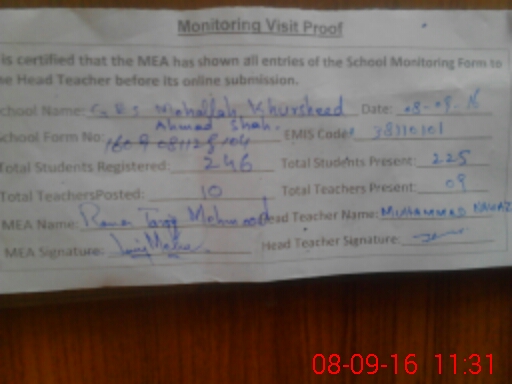 Monitoring Visit Proof
is certified that the MEA has shown all entries of the School Monitoring Form to
he Head Teacher before its online submission.
School Name: G.P.S Mohallah Khursheed Date: 08-09-16
Ahmad Shah.
School Form No: EMIS Code: 38310101
Total Students Registered: 246 Total Students Present: 225
Total TeachersPosted: 10 Total Teachers Present: 09
MEA Name: Rana Tariq Mehmood Head Teacher Name: MUHAMMAD NAWAZ
MEA Signature: Head Teacher Signature:
08-09-16 11:31